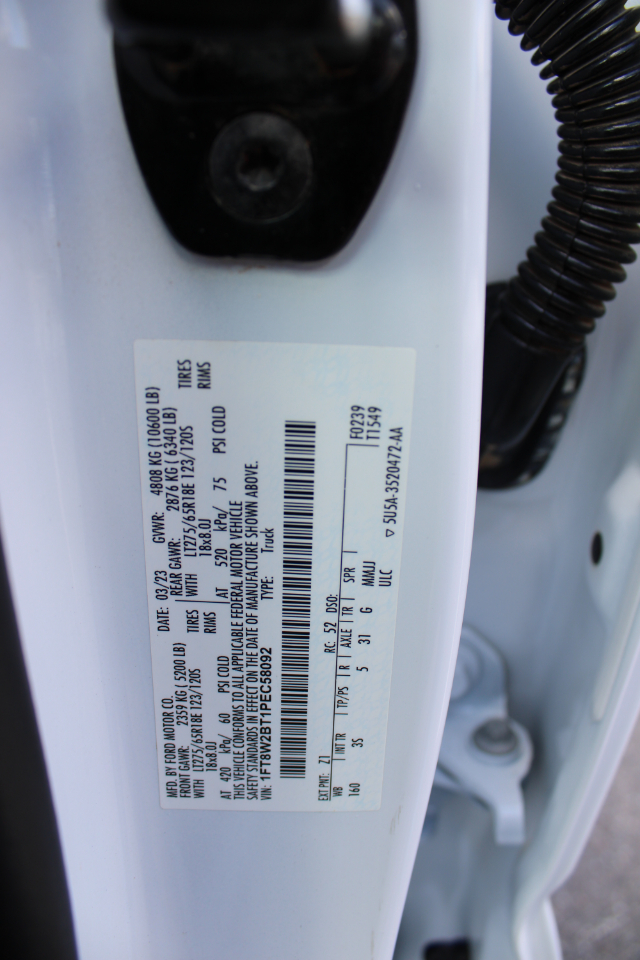 MFD. BY FORD MOTOR CO.
DATE: 03/23 GVWR: 4808 KG (10600 LB)
FRONT GAWR: 2359 KG (5200 LB) REAR GAWR: 2876 KG (6340 LB)
WITH LT275/65R18E 123/120S TIRES WITH LT275/65R18E 123/120S TIRES
18x8.0J RIMS 18x8.0J RIMS
AT 420 kPa/ 60 PSI COLD AT 520 kPa/ 75 PSI COLD
THIS VEHICLE CONFORMS TO ALL APPLICABLE FEDERAL MOTOR VEHICLE
SAFETY STANDARDS IN EFFECT ON THE DATE OF MANUFACTURE SHOWN ABOVE.
VIN: 1FT8W2BT1PEC58092 TYPE: Truck
EXT PNT: Z1 RC: 52 DSO: F0239
WB INT TR TP/PS R AXLE TR SPR T1549
160 3S 5 31 G MMJJ
ULC ▽ 5U5A-3520472-AA